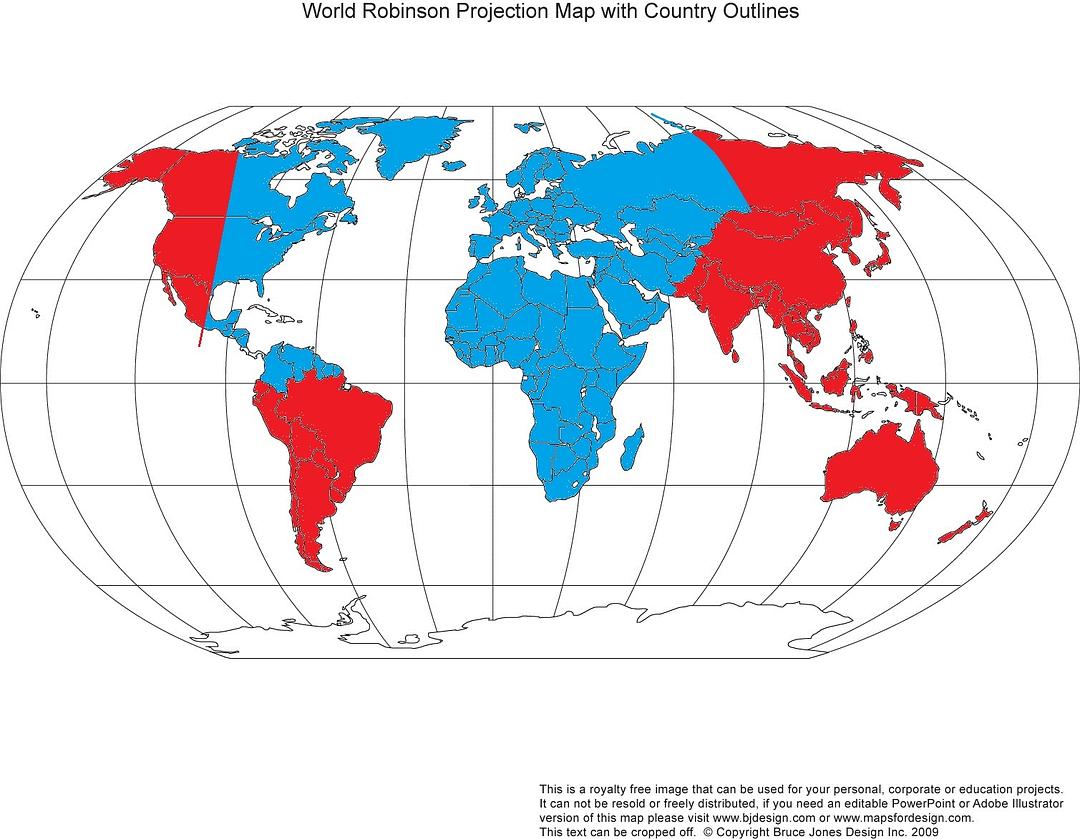 World Robinson Projection Map with Country Outlines
This is a royalty free image that can be used for your personal, corporate or education projects.
It can not be resold or freely distributed, if you need an editable PowerPoint or Adobe Illustrator
version of this map please visit www.bjdesign.com or www.mapsfordesign.com.
This text can be cropped off. © Copyright Bruce Jones Design Inc. 2009